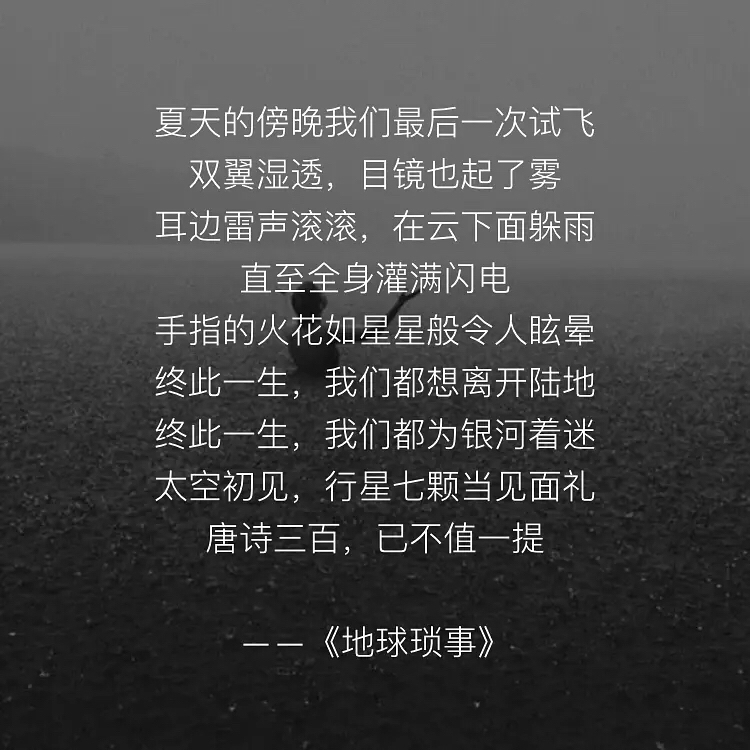 夏天的傍晚我们最后一次试飞
双翼湿透，目镜也起了雾
耳边雷声滚滚，在云下面躲雨
直至全身灌满闪电
手指的火花如星星般令人眩晕
终此一生，我们都想离开陆地
终此一生，我们都为银河着迷
太空初见，行星七颗当见面礼
唐诗三百，已不值一提
——《地球琐事》